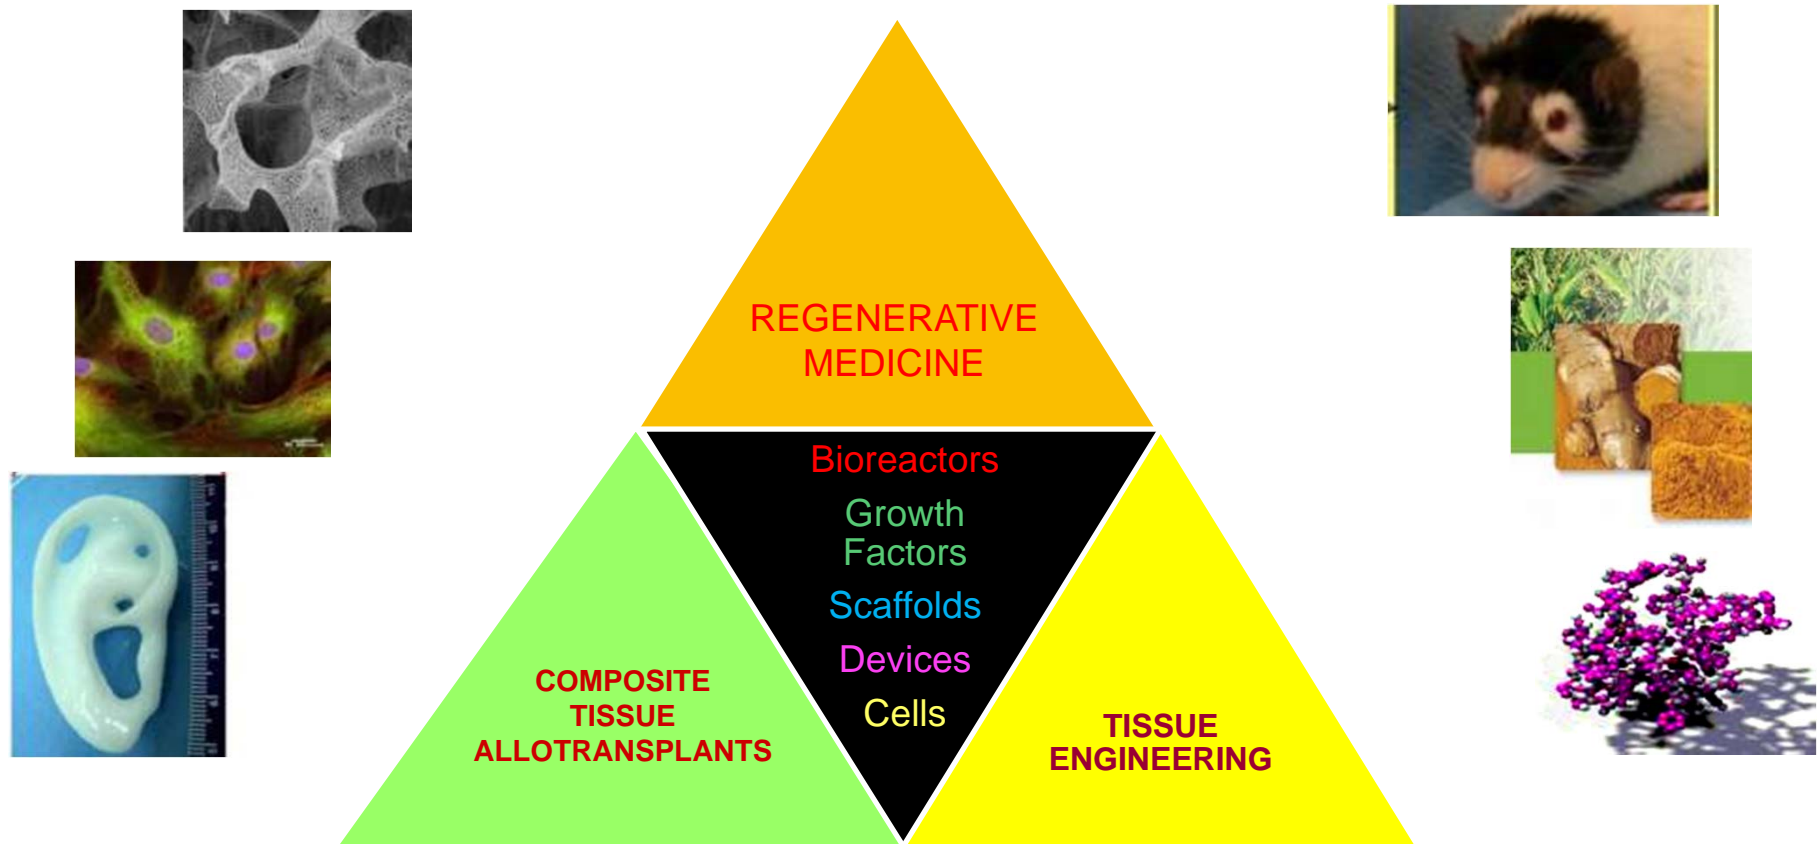 REGENERATIVE
MEDICINE
Bioreactors
Growth
Factors
Scaffolds
Devices
Cells
COMPOSITE
TISSUE
ALLOTRANSPLANTS
TISSUE
ENGINEERING